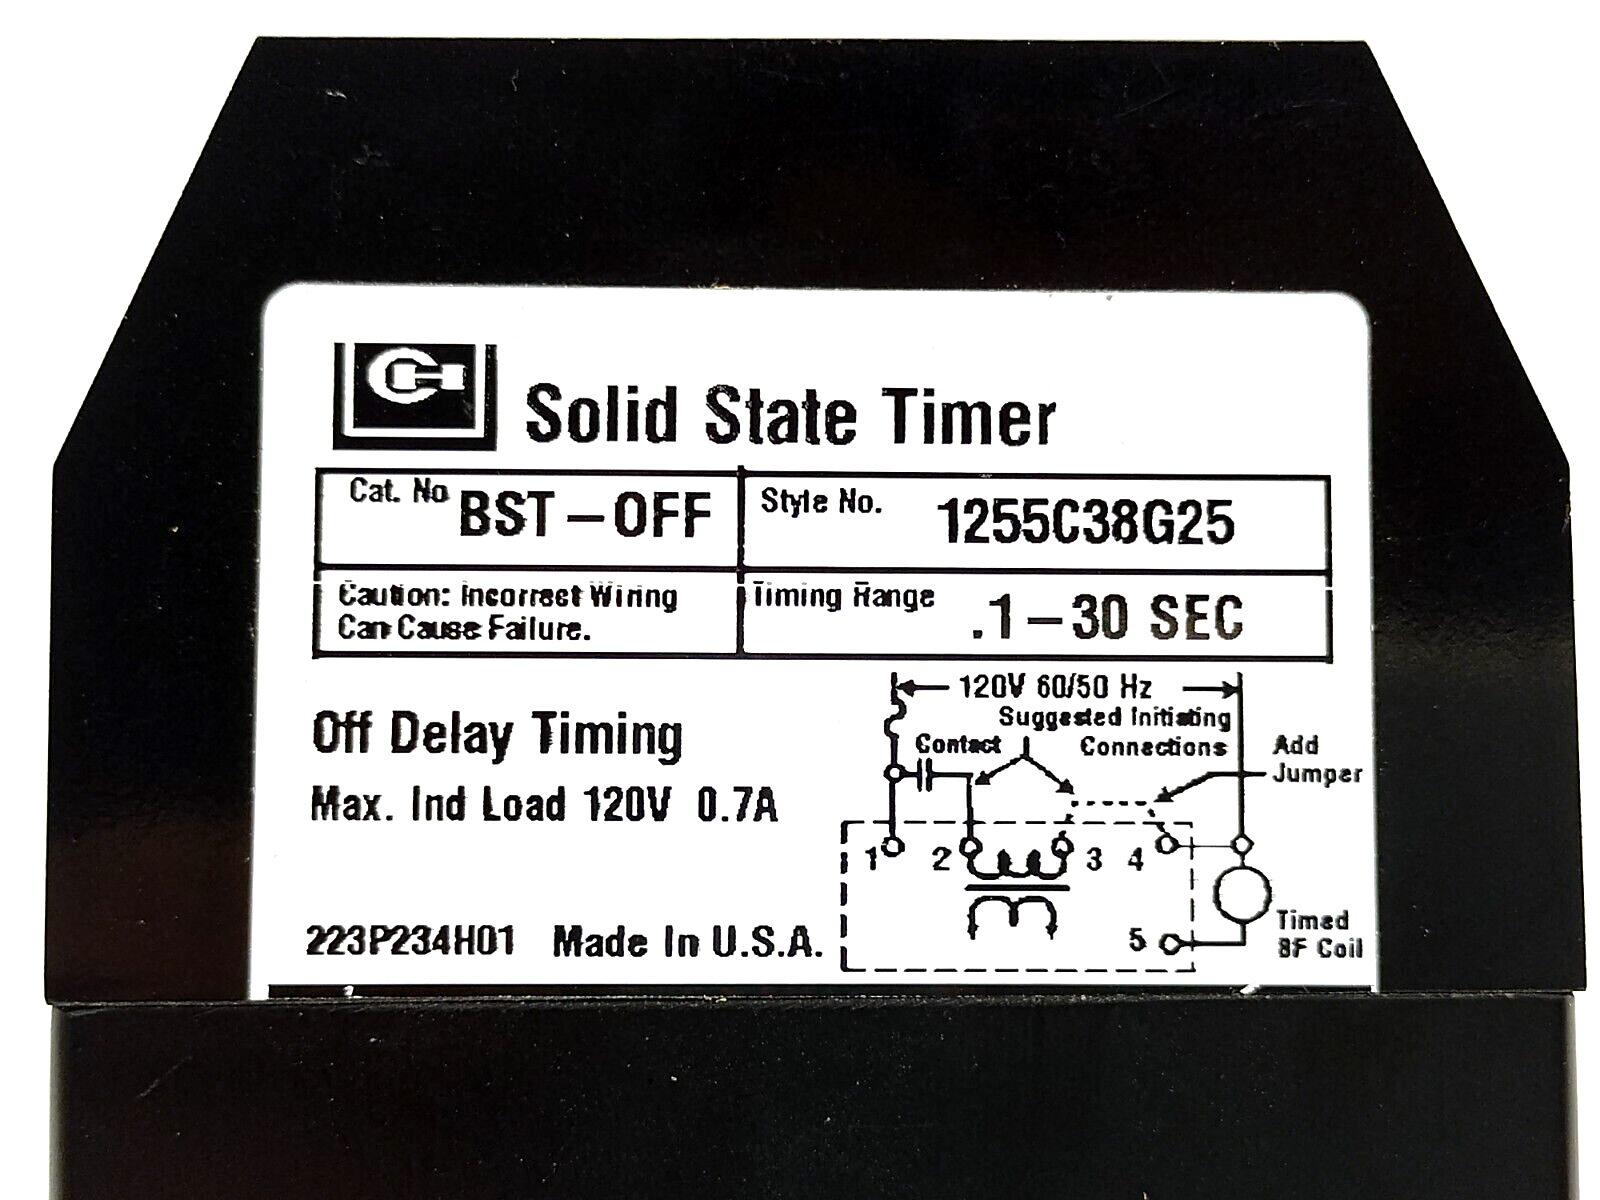 CH
Solid State Timer
Cat. No BST-OFF
Style No. 1255C38G25
Caution: Incorrect Wiring
Can Cause Failure.
Timing Range .1-30 SEC
Off Delay Timing
Max. Ind Load 120V 0.7A
120V 60/50 Hz
Suggested Initiating
Contact Connections
Add
Jumper
1 2 3 4
5
Timed
BF Coil
223P234H01 Made In U.S.A.